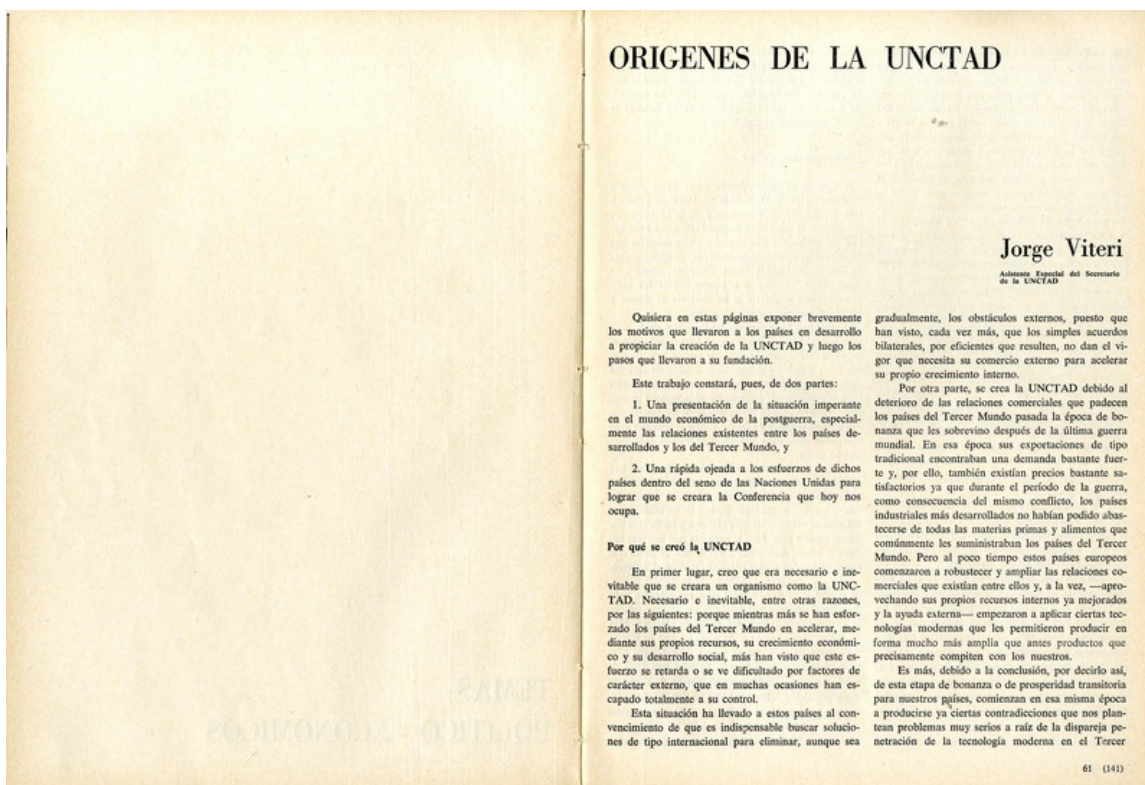 TEMAS
POLITICO - ECONOMICOS
ORIGENES DE LA UNCTAD
Jorge Viteri
Asistente Especial del Secretario
de la UNCTAD
Quisiera en estas páginas exponer brevemente
los motivos que llevaron a los países en desarrollo
a propiciar la creación de la UNCTAD y luego los
pasos que llevaron a su fundación.
Este trabajo constará, pues, de dos partes:
1. Una presentación de la situación imperante
en el mundo económico de la postguerra, especial-
mente las relaciones existentes entre los países de-
sarrollados y los del Tercer Mundo, y
2. Una rápida ojeada a los esfuerzos de dichos
países dentro del seno de las Naciones Unidas para
lograr que se creara la Conferencia que hoy nos
ocupa.
Por qué se creó la UNCTAD
En primer lugar, creo que era necesario e ine-
vitable que se creara un organismo como la UNC-
TAD. Necesario e inevitable, entre otras razones,
por las siguientes: porque mientras más se han esfor-
zado los países del Tercer Mundo en acelerar, me-
diante sus propios recursos, su crecimiento económi-
co y su desarrollo social, más han visto que este es-
fuerzo se retarda o se ve dificultado por factores de
carácter externo, que en muchas ocasiones han es-
capado totalmente a su control.
Esta situación ha llevado a estos países al con-
vencimiento de que es indispensable buscar solucio-
nes de tipo internacional para eliminar, aunque sea
gradualmente, los obstáculos externos, puesto que
han visto, cada vez más, que los simples acuerdos
bilaterales, por eficientes que resulten, no dan el vi-
gor que necesita su comercio externo para acelerar
su propio crecimiento interno.
Por otra parte, se crea la UNCTAD debido al
deterioro de las relaciones comerciales que padecen
los países del Tercer Mundo pasada la época de bo-
nanza que les sobrevino después de la última guerra
mundial. En esa época sus exportaciones de tipo
tradicional encontraban una demanda bastante fuer-
te y, por ello, también existían precios bastante sa-
tisfactorios ya que durante el período de la guerra,
como consecuencia del mismo conflicto, los países
industriales más desarrollados no habían podido abas-
tecerse de todas las materias primas y alimentos que
comúnmente les suministraban los países del Tercer
Mundo. Pero al poco tiempo estos países europeos
comenzaron a robustecer y ampliar las relaciones co-
merciales que existían entre ellos y, a la vez, —apro-
vechando sus propios recursos internos ya mejorados
y la ayuda externa— empezaron a aplicar ciertas tec-
nologías modernas que les permitieron producir en
forma mucho más amplia que antes productos que
precisamente compiten con los nuestros.
Es más, debido a la conclusión, por decirlo así,
de esta etapa de bonanza o de prosperidad transitoria
para nuestros países, comienzan en esa misma época
a producirse ya ciertas contradicciones que nos plan-
tean problemas muy serios a raíz de la dispareja pe-
netración de la tecnología moderna en el Tercer
61 (141)